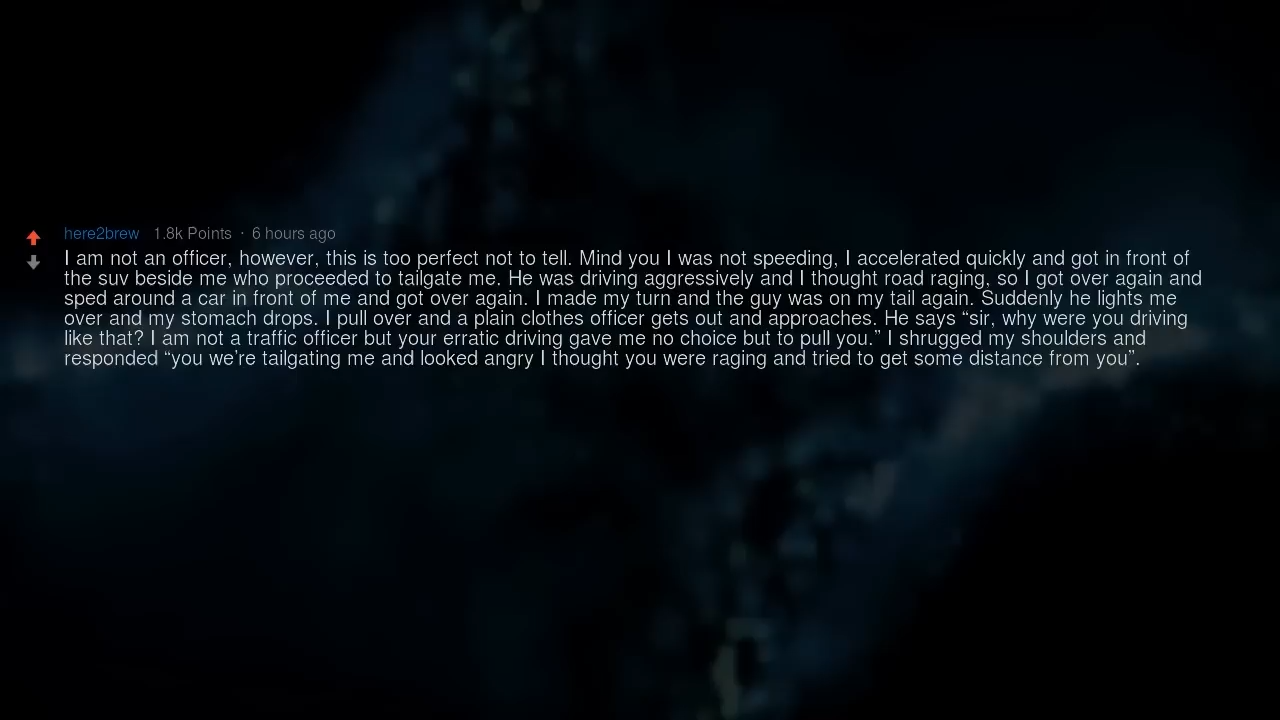 here2brew 1.8k Points · 6 hours ago
I am not an officer, however, this is too perfect not to tell. Mind you I was not speeding, I accelerated quickly and got in front of
the suv beside me who proceeded to tailgate me. He was driving aggressively and I thought road raging, so I got over again and
sped around a car in front of me and got over again. I made my turn and the guy was on my tail again. Suddenly he lights me
over and my stomach drops. I pull over and a plain clothes officer gets out and approaches. He says “sir, why were you driving
like that? I am not a traffic officer but your erratic driving gave me no choice but to pull you.” I shrugged my shoulders and
responded “you we’re tailgating me and looked angry I thought you were raging and tried to get some distance from you”.